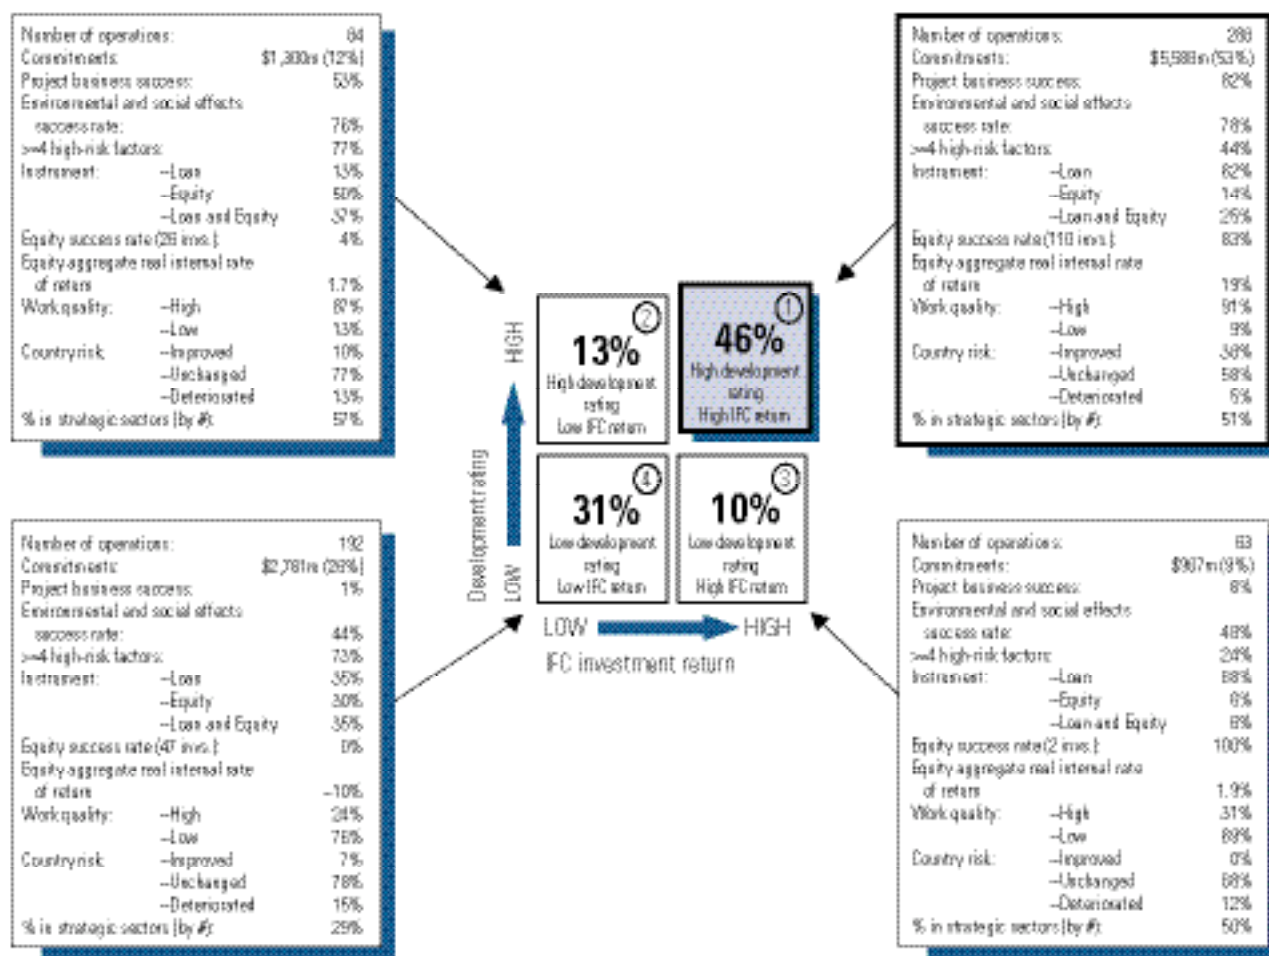 Number of operations: 84
Commitments: $1,300m (12%)
Project business success: 53%
Environmental and social effects
success rate: 76%
>=4 high-risk factors: 77%
Instrument: --Loan 13%
--Equity 50%
--Loan and Equity 37%
Equity success rate (26 invs.): 4%
Equity aggregate real internal rate
of return 1.7%
Work quality: --High 87%
--Low 13%
Country risk: --Improved 10%
--Unchanged 77%
--Deteriorated 13%
% in strategic sectors (by #): 57%
Number of operations:
Commitments: (53%)
Project business success: 82%
Environmental and social effects
success rate: 78%
>=4 high-risk factors: 44%
Instrument: --Loan 62%
--Equity 14%
--Loan and Equity
Equity success rate (110 invs.): 83%
Equity aggregate real internal rate
of return 19%
Work quality: --High 91%
--Low 9%
Country risk: --Improved
--Unchanged 58%
--Deteriorated 5%
% in strategic sectors (by #): 51%
HIGH
Development rating
LOW
2
13%
High development
rating
Low IFC return
1
46%
High development
rating
High IFC return
4
31%
Low development
rating
Low IFC return
3
10%
Low development
rating
High IFC return
LOW HIGH
IFC investment return
Number of operations: 192
Commitments: $2,781m (26%)
Project business success: 1%
Environmental and social effects
success rate: 44%
>=4 high-risk factors: 73%
Instrument: --Loan 35%
--Equity 30%
--Loan and Equity 35%
Equity success rate (47 invs.): 0%
Equity aggregate real internal rate
of return --10%
Work quality: --High 24%
--Low 76%
Country risk: --Improved 7%
--Unchanged 78%
--Deteriorated 15%
% in strategic sectors (by #): 29%
Number of operations: 63
Commitments: (9%)
Project business success: 6%
Environmental and social effects
success rate: 48%
>=4 high-risk factors: 24%
Instrument: --Loan 88%
--Equity 6%
--Loan and Equity 6%
Equity success rate (2 invs.): 100%
Equity aggregate real internal rate
of return 1.9%
Work quality: --High 31%
--Low 69%
Country risk: --Improved 0%
--Unchanged 88%
--Deteriorated 12%
% in strategic sectors (by #): 50%